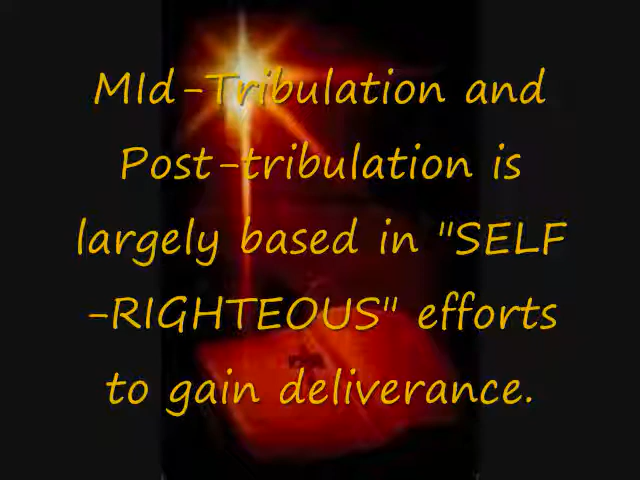 MId-Tribulation and
Post-tribulation is
largely based in "SELF
-RIGHTEOUS" efforts
to gain deliverance.